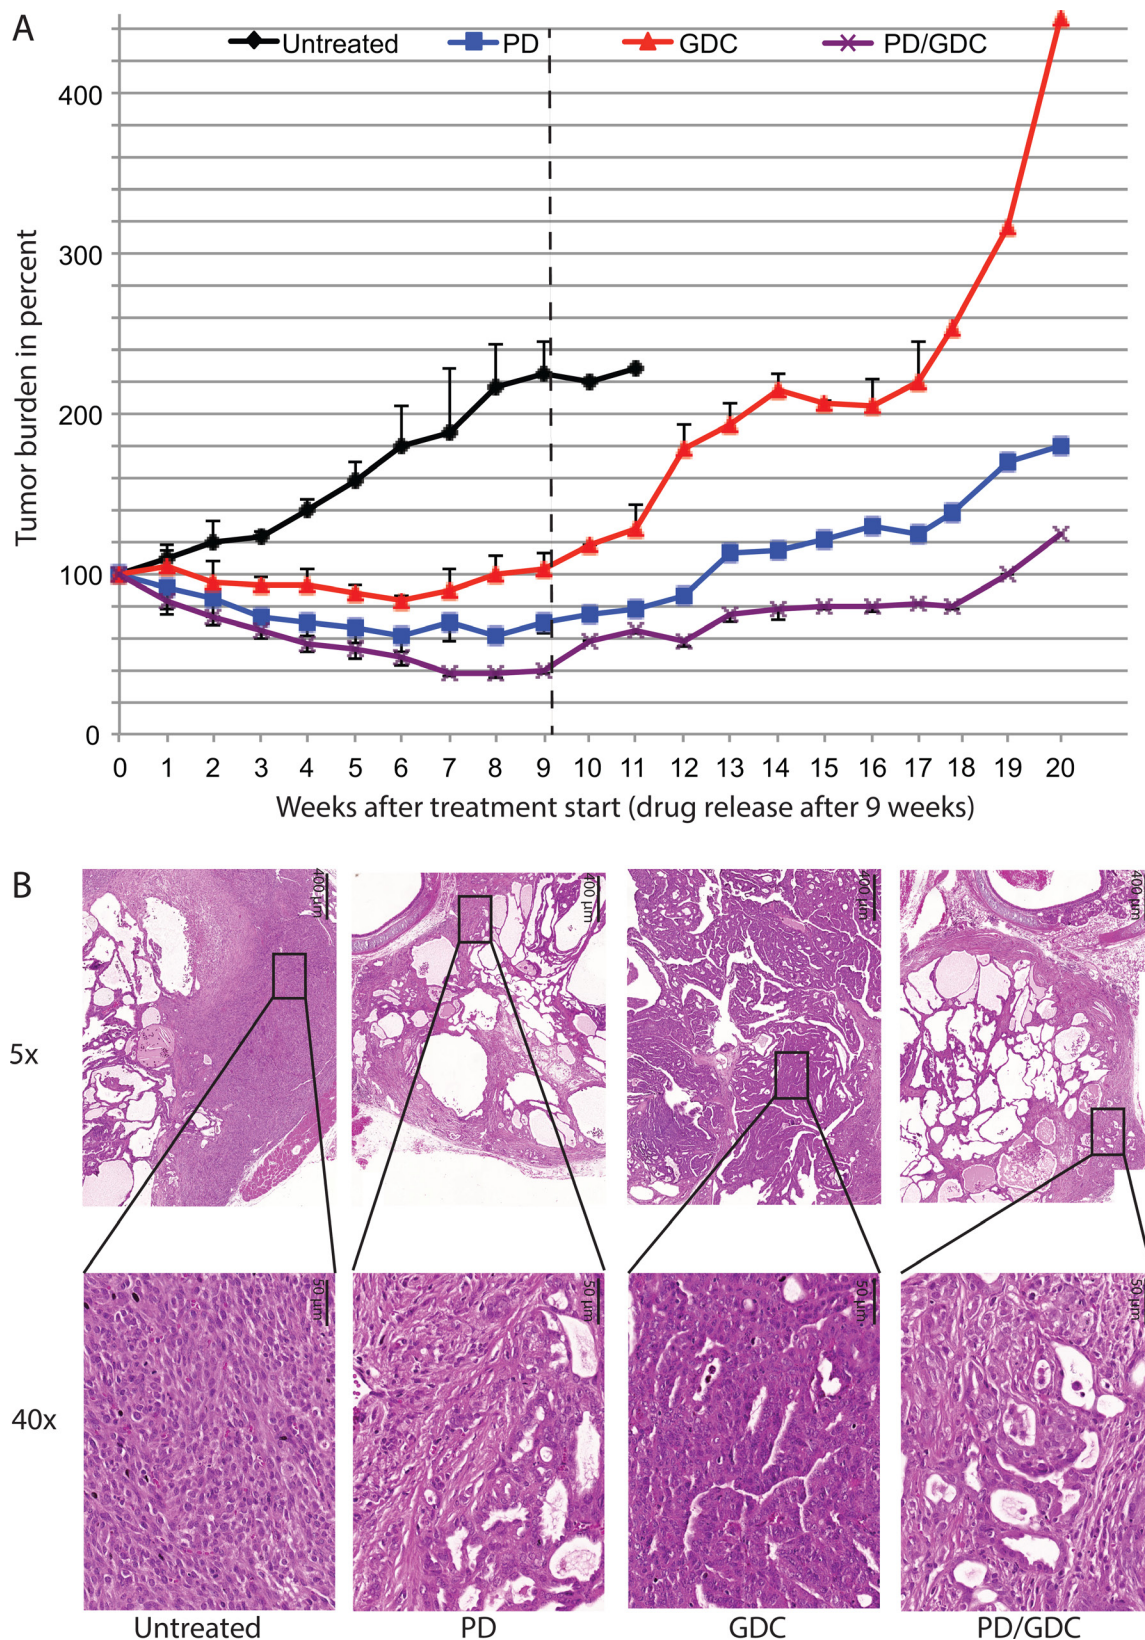 A
Untreated PD GDC PD/GDC
400
300
200
100
0
Tumor burden in percent
0 1 2 3 4 5 6 7 8 9 10 11 12 13 14 15 16 17 18 19 20
Weeks after treatment start (drug release after 9 weeks)
B
5x
400 µm 400 µm 400 µm 400 µm
40x
50 µm 50 µm 50 µm 50 µm
Untreated PD GDC PD/GDC